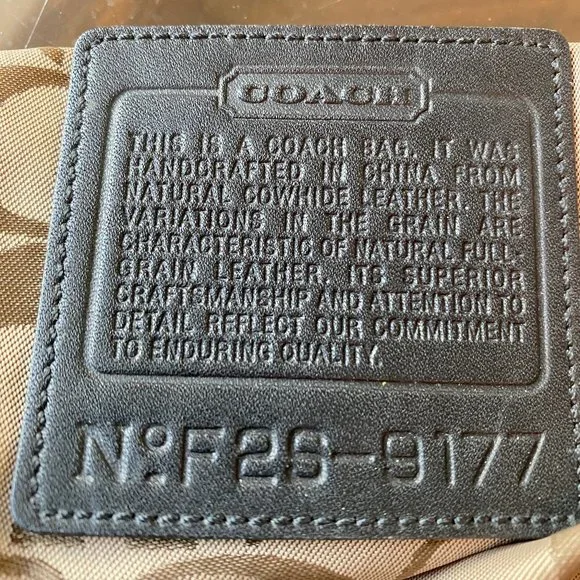 COACH
THIS IS A COACH BAG. IT WAS
HANDCRAFTED IN CHINA FROM
NATURAL COWHIDE LEATHER. THE
VARIATIONS IN THE GRAIN ARE
CHARACTERISTIC OF NATURAL FULL-
GRAIN LEATHER. ITS SUPERIOR
CRAFTSMANSHIP AND ATTENTION TO
DETAIL REFLECT OUR COMMITMENT
TO ENDURING QUALITY.
Nº.F2S-9177